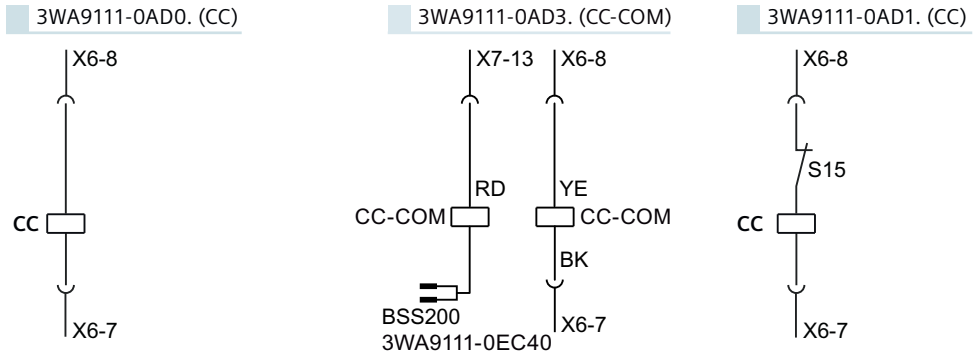 3WA9111-0AD0. (CC)
X6-8
CC
X6-7
3WA9111-0AD3. (CC-COM)
X7-13 X6-8
RD YE
CC-COM CC-COM
BK
BSS200
3WA9111-0EC40
X6-7
3WA9111-0AD1. (CC)
X6-8
S15
CC
X6-7